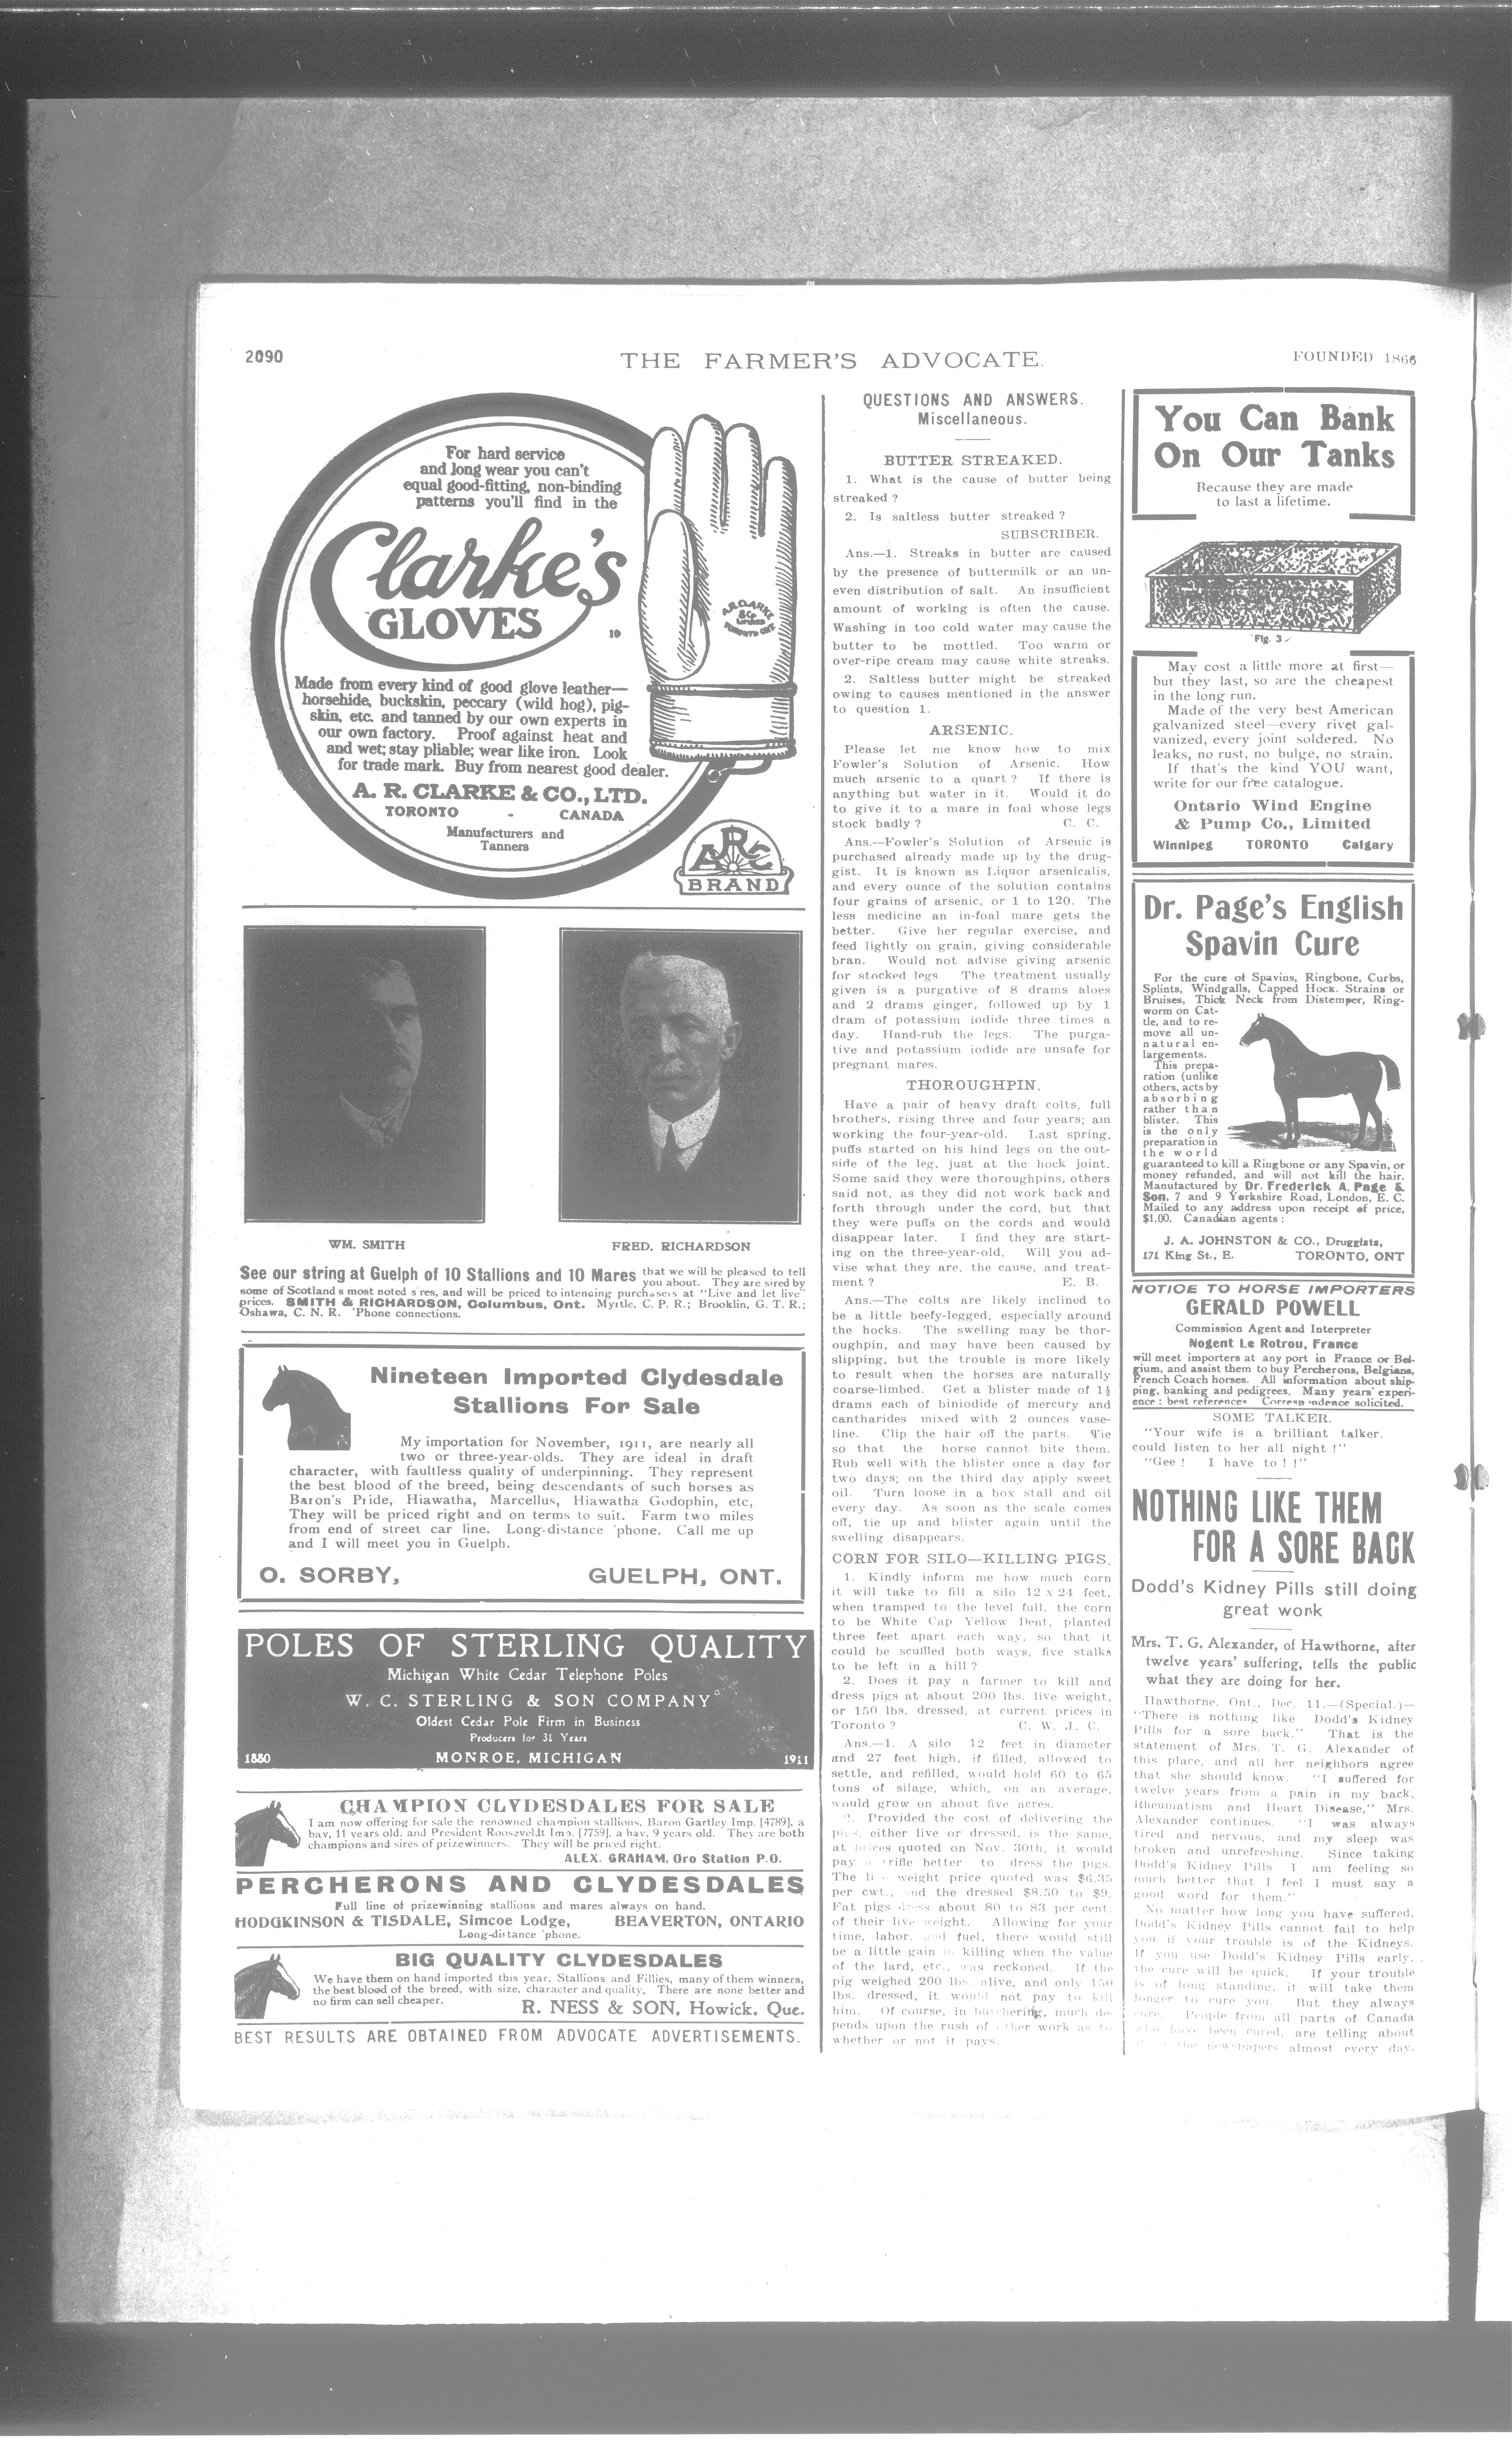 2090
THE FARMER'S ADVOCATE.
FOUNDED 1866
For hard service
and long wear you can't
equal good-fitting, non-binding
patterns you'll find in the
Clarke's
GLOVES
10
A.R.CLARKE
& Co.
LIMITED
TORONTO ONT
Made from every kind of good glove leather—
horsehide, buckskin, peccary (wild hog), pig-
skin, etc. and tanned by our own experts in
our own factory. Proof against heat and
and wet; stay pliable; wear like iron. Look
for trade mark. Buy from nearest good dealer.
A. R. CLARKE & CO., LTD.
TORONTO - CANADA
Manufacturers and
Tanners
ARC
BRAND
WM. SMITH
FRED. RICHARDSON
See our string at Guelph of 10 Stallions and 10 Mares that we will be pleased to tell
you about. They are sired by
some of Scotland s most noted sires, and will be priced to intending purchasers at "Live and let live"
prices. SMITH & RICHARDSON, Columbus, Ont. Myrtle, C. P. R.; Brooklin, G. T. R.;
Oshawa, C. N. R. 'Phone connections.
Nineteen Imported Clydesdale
Stallions For Sale
My importation for November, 1911, are nearly all
two or three-year-olds. They are ideal in draft
character, with faultless quality of underpinning. They represent
the best blood of the breed, being descendants of such horses as
Baron's Pride, Hiawatha, Marcellus, Hiawatha Godophin, etc,
They will be priced right and on terms to suit. Farm two miles
from end of street car line. Long-distance 'phone. Call me up
and I will meet you in Guelph.
O. SORBY, GUELPH, ONT.
POLES OF STERLING QUALITY
Michigan White Cedar Telephone Poles
W. C. STERLING & SON COMPANY
Oldest Cedar Pole Firm in Business
Producers for 31 Years
1880 MONROE, MICHIGAN 1911
CHAMPION CLYDESDALES FOR SALE
I am now offering for sale the renowned champion stallions, Baron Gartley Imp. [4789], a
bay, 11 years old, and President Roosevelt Imp. [7759], a bay, 9 years old. They are both
champions and sires of prizewinners. They will be priced right.
ALEX. GRAHAM, Oro Station P.O.
PERCHERONS AND CLYDESDALES
Full line of prizewinning stallions and mares always on hand.
HODGKINSON & TISDALE, Simcoe Lodge, BEAVERTON, ONTARIO
Long-distance 'phone.
BIG QUALITY CLYDESDALES
We have them on hand imported this year, Stallions and Fillies, many of them winners,
the best blood of the breed, with size, character and quality. There are none better and
no firm can sell cheaper. R. NESS & SON, Howick, Que.
BEST RESULTS ARE OBTAINED FROM ADVOCATE ADVERTISEMENTS.
QUESTIONS AND ANSWERS.
Miscellaneous.
BUTTER STREAKED.
1. What is the cause of butter being
streaked ?
2. Is saltless butter streaked ?
SUBSCRIBER.
Ans.—1. Streaks in butter are caused
by the presence of buttermilk or an un-
even distribution of salt. An insufficient
amount of working is often the cause.
Washing in too cold water may cause the
butter to be mottled. Too warm or
over-ripe cream may cause white streaks.
2. Saltless butter might be streaked
owing to causes mentioned in the answer
to question 1.
ARSENIC.
Please let me know how to mix
Fowler's Solution of Arsenic. How
much arsenic to a quart ? If there is
anything but water in it. Would it do
to give it to a mare in foal whose legs
stock badly ? C. C.
Ans.—Fowler's Solution of Arsenic is
purchased already made up by the drug-
gist. It is known as Liquor arsenicalis,
and every ounce of the solution contains
four grains of arsenic, or 1 to 120. The
less medicine an in-foal mare gets the
better. Give her regular exercise, and
feed lightly on grain, giving considerable
bran. Would not advise giving arsenic
for stocked legs. The treatment usually
given is a purgative of 8 drams aloes
and 2 drams ginger, followed up by 1
dram of potassium iodide three times a
day. Hand-rub the legs. The purga-
tive and potassium iodide are unsafe for
pregnant mares.
THOROUGHPIN.
Have a pair of heavy draft colts, full
brothers, rising three and four years; am
working the four-year-old. Last spring,
puffs started on his hind legs on the out-
side of the leg, just at the hock joint.
Some said they were thoroughpins, others
said not, as they did not work back and
forth through under the cord, but that
they were puffs on the cords and would
disappear later. I find they are start-
ing on the three-year-old. Will you ad-
vise what they are, the cause, and treat-
ment ? E. B.
Ans.—The colts are likely inclined to
be a little beefy-legged, especially around
the hocks. The swelling may be thor-
oughpin, and may have been caused by
slipping, but the trouble is more likely
to result when the horses are naturally
coarse-limbed. Get a blister made of 1½
drams each of biniodide of mercury and
cantharides mixed with 2 ounces vase-
line. Clip the hair off the parts. Tie
so that the horse cannot bite them.
Rub well with the blister once a day for
two days; on the third day apply sweet
oil. Turn loose in a box stall and oil
every day. As soon as the scale comes
off, tie up and blister again until the
swelling disappears.
CORN FOR SILO—KILLING PIGS.
1. Kindly inform me how much corn
it will take to fill a silo 12 x 24 feet,
when tramped to the level full, the corn
to be White Cap Yellow Dent, planted
three feet apart each way, so that it
could be scuffled both ways, five stalks
to be left in a hill ?
2. Does it pay a farmer to kill and
dress pigs at about 200 lbs. live weight,
or 150 lbs. dressed, at current prices in
Toronto ? C. W. J. C.
Ans.—1. A silo 12 feet in diameter
and 27 feet high, if filled, allowed to
settle, and refilled, would hold 60 to 65
tons of silage, which, on an average,
would grow on about five acres.
2. Provided the cost of delivering the
pigs, either live or dressed, is the same,
at prices quoted on Nov. 30th, it would
pay a trifle better to dress the pigs.
The live weight price quoted was $6.35
per cwt., and the dressed $8.50 to $9.
Fat pigs dress about 80 to 83 per cent.
of their live weight. Allowing for your
time, labor, and fuel, there would still
be a little gain in killing when the value
of the lard, etc., was reckoned. If the
pig weighed 200 lbs. alive, and only 150
lbs. dressed, it would not pay to kill
him. Of course, in butchering, much de-
pends upon the rush of other work as to
whether or not it pays.
You Can Bank
On Our Tanks
Because they are made
to last a lifetime.
Fig. 3
May cost a little more at first—
but they last, so are the cheapest
in the long run.
Made of the very best American
galvanized steel—every rivet gal-
vanized, every joint soldered. No
leaks, no rust, no bulge, no strain.
If that's the kind YOU want,
write for our free catalogue.
Ontario Wind Engine
& Pump Co., Limited
Winnipeg TORONTO Calgary
Dr. Page's English
Spavin Cure
For the cure of Spavins, Ringbone, Curbs,
Splints, Windgalls, Capped Hock. Strains or
Bruises, Thick Neck from Distemper, Ring-
worm on Cat-
tle, and to re-
move all un-
natural en-
largements.
This prepa-
ration (unlike
others, acts by
absorbing
rather than
blister. This
is the only
preparation in
the world
guaranteed to kill a Ringbone or any Spavin, or
money refunded, and will not kill the hair.
Manufactured by Dr. Frederick A. Page &
Son, 7 and 9 Yorkshire Road, London, E. C.
Mailed to any address upon receipt of price,
$1.00. Canadian agents :
J. A. JOHNSTON & CO., Druggists,
171 King St., E. TORONTO, ONT
NOTICE TO HORSE IMPORTERS
GERALD POWELL
Commission Agent and Interpreter
Nogent Le Rotrou, France
will meet importers at any port in France or Bel-
gium, and assist them to buy Percherons, Belgians,
French Coach horses. All information about ship-
ping, banking and pedigrees. Many years' experi-
ence : best references Correspondence solicited.
SOME TALKER.
"Your wife is a brilliant talker.
could listen to her all night !"
"Gee ! I have to ! !"
NOTHING LIKE THEM
FOR A SORE BACK
Dodd's Kidney Pills still doing
great work
Mrs. T. G. Alexander, of Hawthorne, after
twelve years' suffering, tells the public
what they are doing for her.
Hawthorne, Ont., Dec. 11.—(Special.)—
"There is nothing like Dodd's Kidney
Pills for a sore back." That is the
statement of Mrs. T. G. Alexander of
this place, and all her neighbors agree
that she should know. "I suffered for
twelve years from a pain in my back,
Rheumatism and Heart Disease," Mrs.
Alexander continues. "I was always
tired and nervous, and my sleep was
broken and unrefreshing. Since taking
Dodd's Kidney Pills I am feeling so
much better that I feel I must say a
good word for them."
No matter how long you have suffered,
Dodd's Kidney Pills cannot fail to help
you if your trouble is of the Kidneys.
If you use Dodd's Kidney Pills early,
the cure will be quick. If your trouble
is of long standing, it will take them
longer to cure you. But they always
cure. People from all parts of Canada
who have been cured, are telling about
the newspapers almost every day.